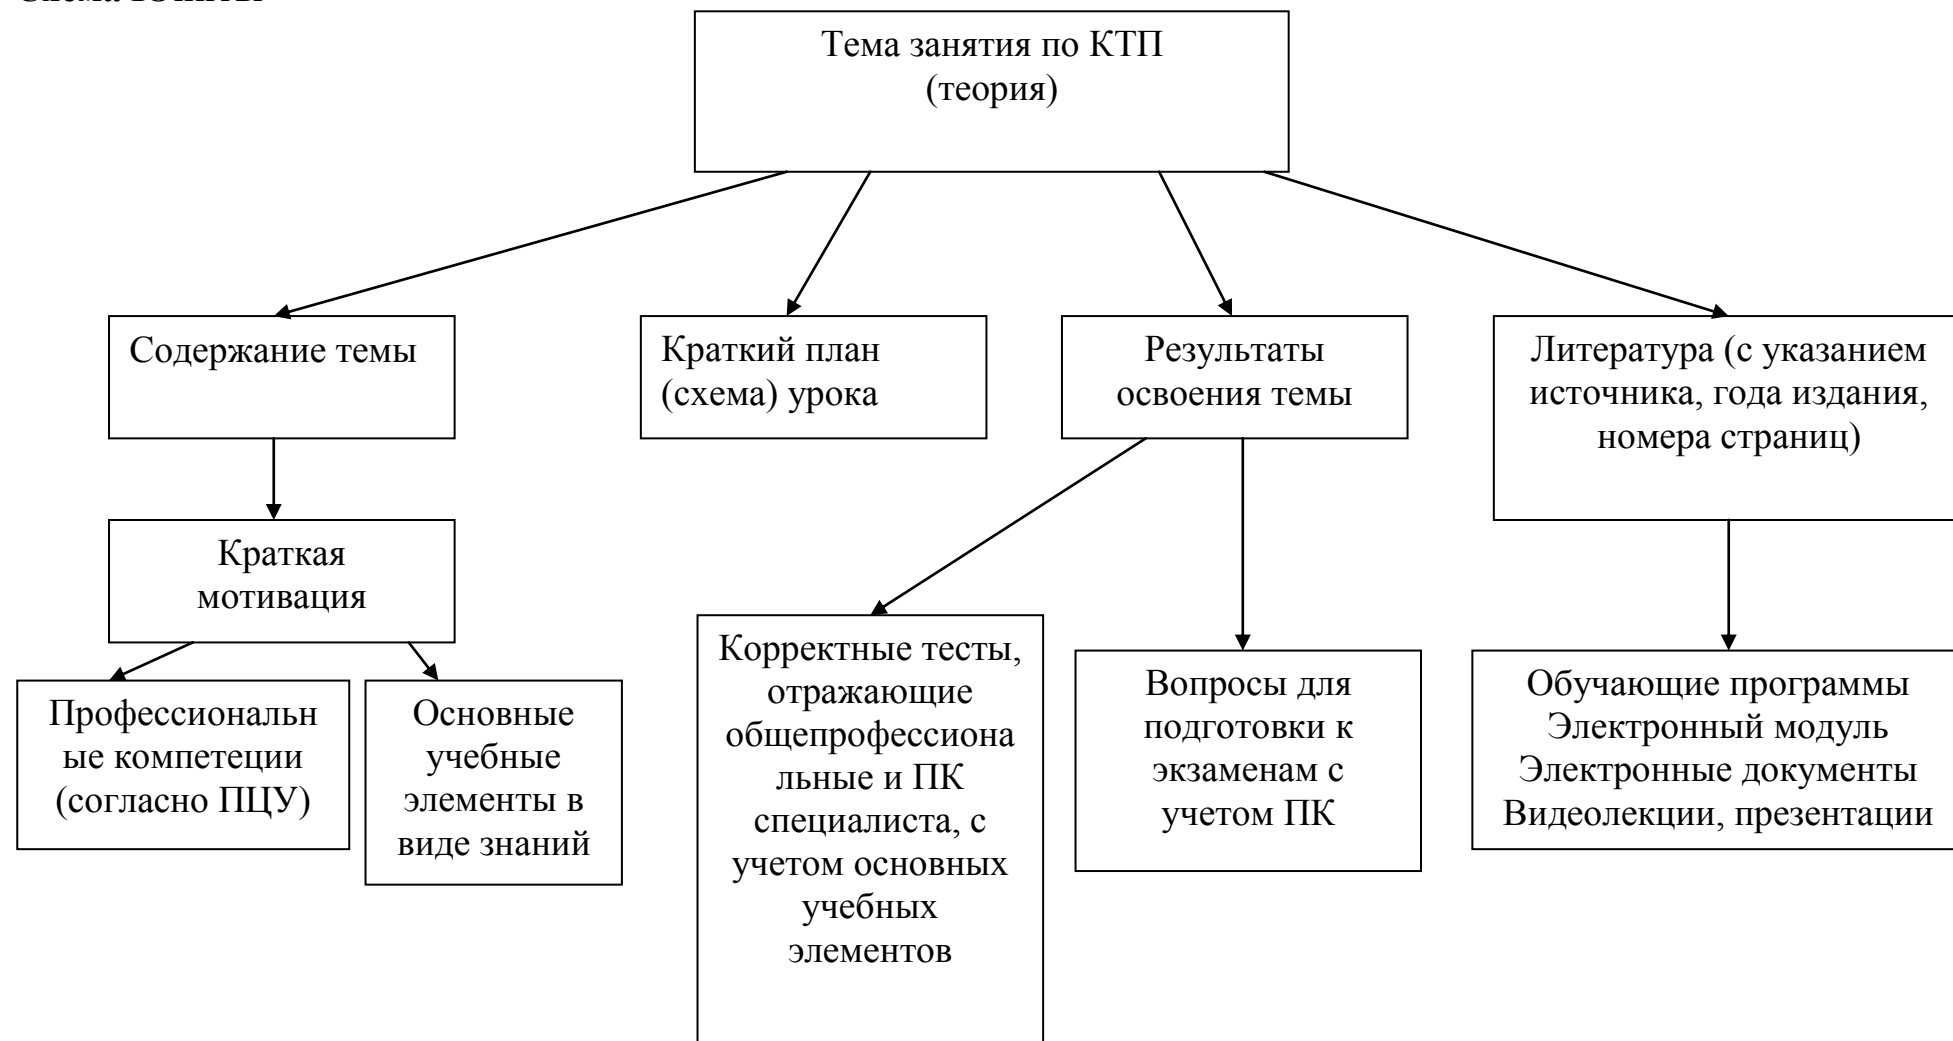 Тема занятия по КТП
(теория)
Содержание темы
Краткий план
(схема) урока
Результаты
освоения темы
Литература (с указанием
источника, года издания,
номера страниц)
Краткая
мотивация
Профессиональн
ые компетеции
(согласно ПЦУ)
Основные
учебные
элементы в
виде знаний
Корректные тесты,
отражающие
общепрофессиона
льные и ПК
специалиста, с
учетом основных
учебных
элементов
Вопросы для
подготовки к
экзаменам с
учетом ПК
Обучающие программы
Электронный модуль
Электронные документы
Видеолекции, презентации